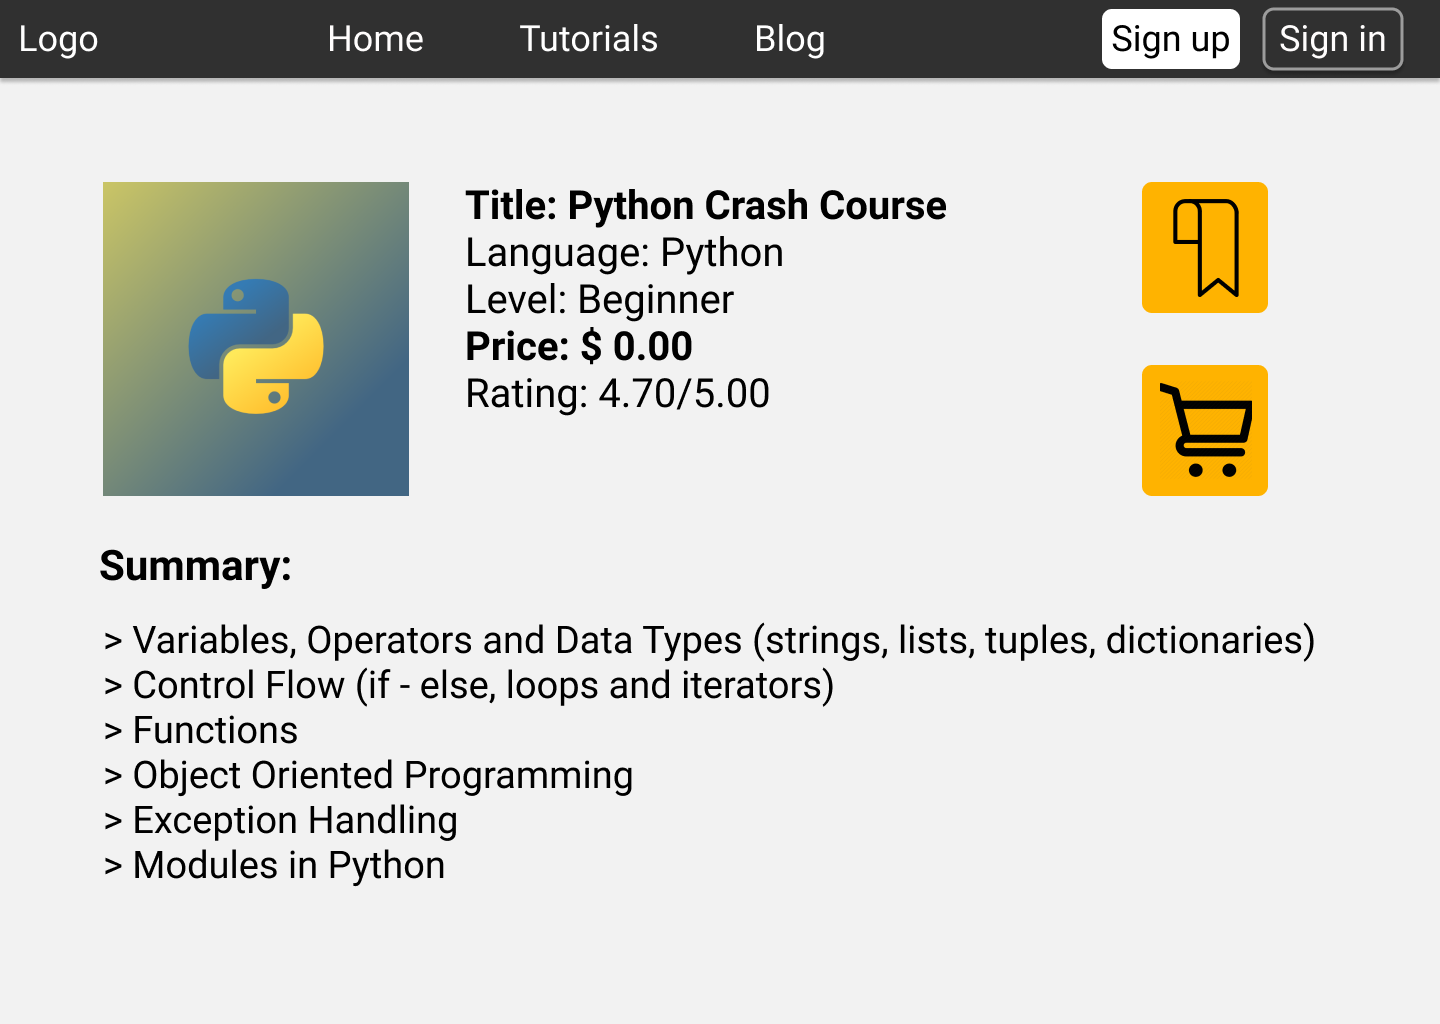 Logo Home Tutorials Blog Sign up Sign in
Title: Python Crash Course
Language: Python
Level: Beginner
Price: $ 0.00
Rating: 4.70/5.00
Summary:
> Variables, Operators and Data Types (strings, lists, tuples, dictionaries)
> Control Flow (if - else, loops and iterators)
> Functions
> Object Oriented Programming
> Exception Handling
> Modules in Python